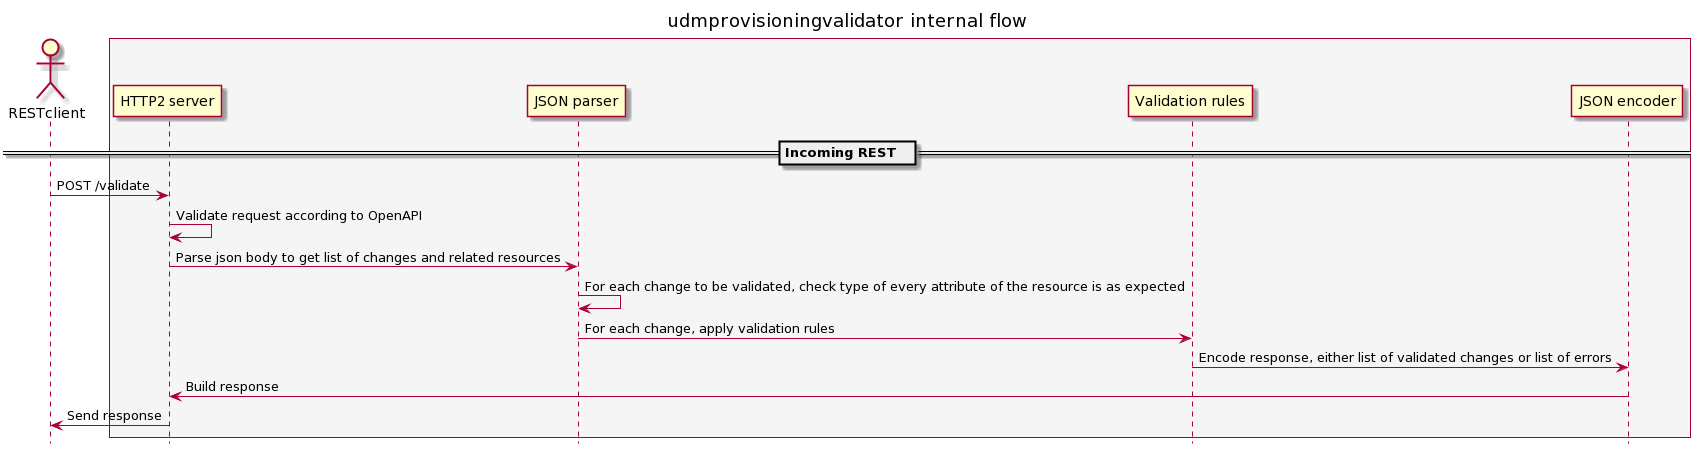 udmprovisioningvalidator internal flow
RESTclient
HTTP2 server
JSON parser
Validation rules
JSON encoder
Incoming REST
POST /validate
Validate request according to OpenAPI
Parse json body to get list of changes and related resources
For each change to be validated, check type of every attribute of the resource is as expected
For each change, apply validation rules
Encode response, either list of validated changes or list of errors
Build response
Send response